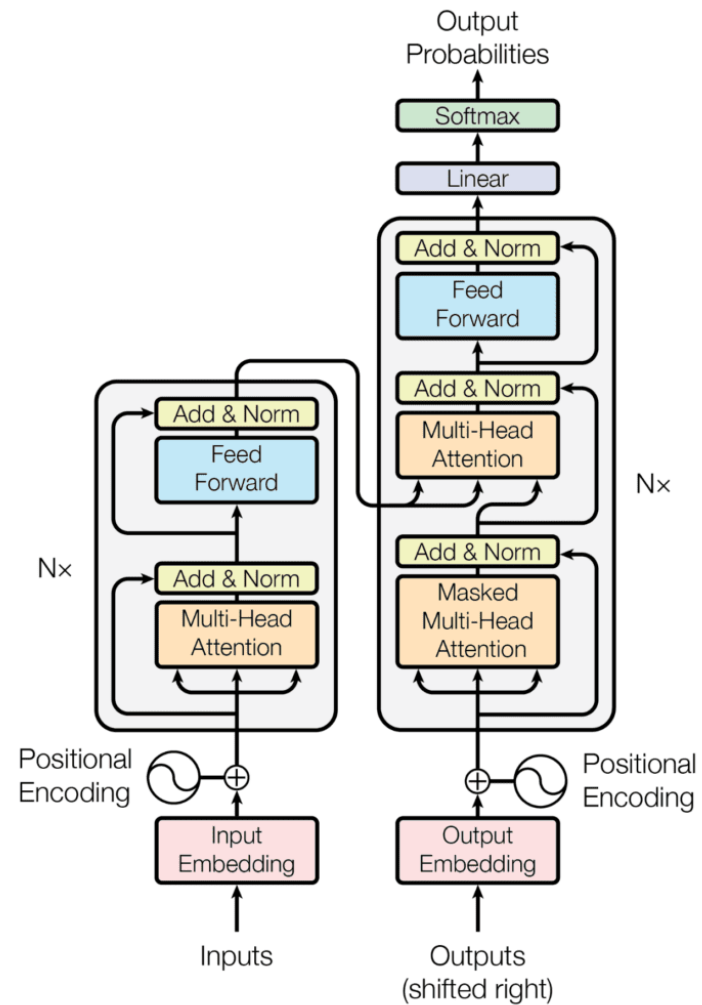 Output
Probabilities
Softmax
Linear
Add & Norm
Feed
Forward
Add & Norm
Multi-Head
Attention
Add & Norm
Masked
Multi-Head
Attention
Nx
Add & Norm
Feed
Forward
Add & Norm
Multi-Head
Attention
Nx
Positional
Encoding
Positional
Encoding
Input
Embedding
Output
Embedding
Inputs
Outputs
(shifted right)